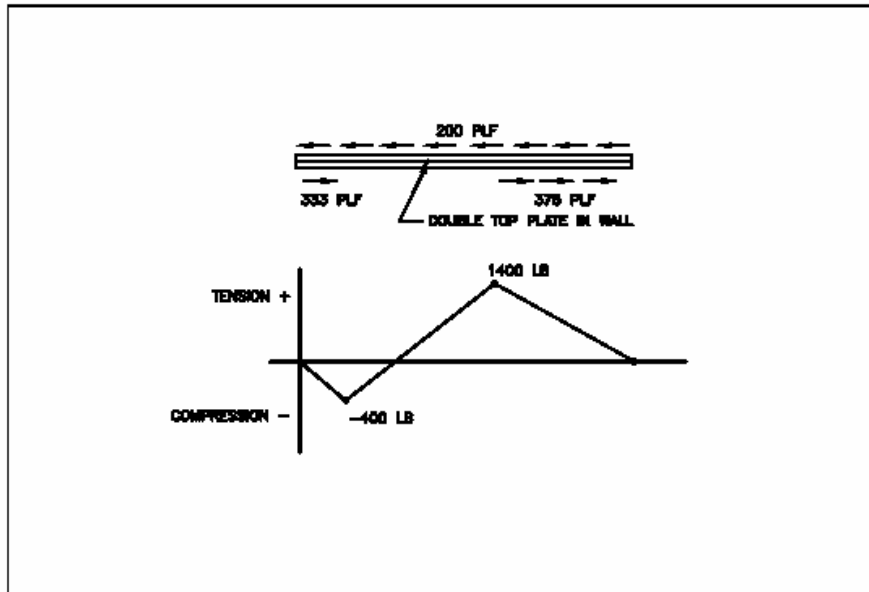 200 PLF
333 PLF
375 PLF
DOUBLE TOP PLATE IN WALL
1400 LB
TENSION +
COMPRESSION -
-400 LB